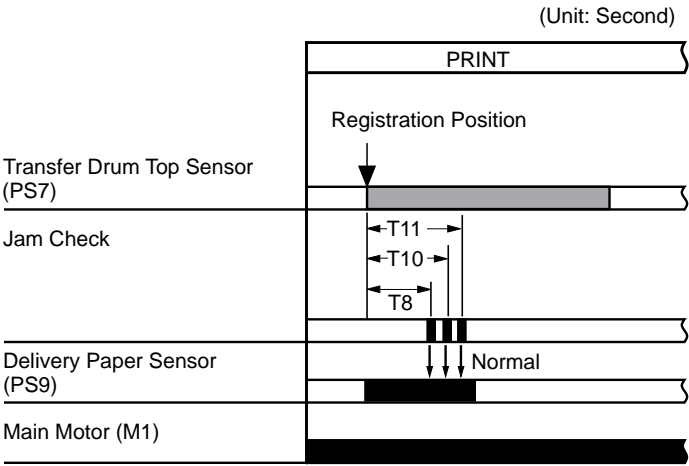 (Unit: Second)
PRINT
Registration Position
Transfer Drum Top Sensor
(PS7)
T11
Jam Check
T10
T8
Delivery Paper Sensor
(PS9)
Normal
Main Motor (M1)